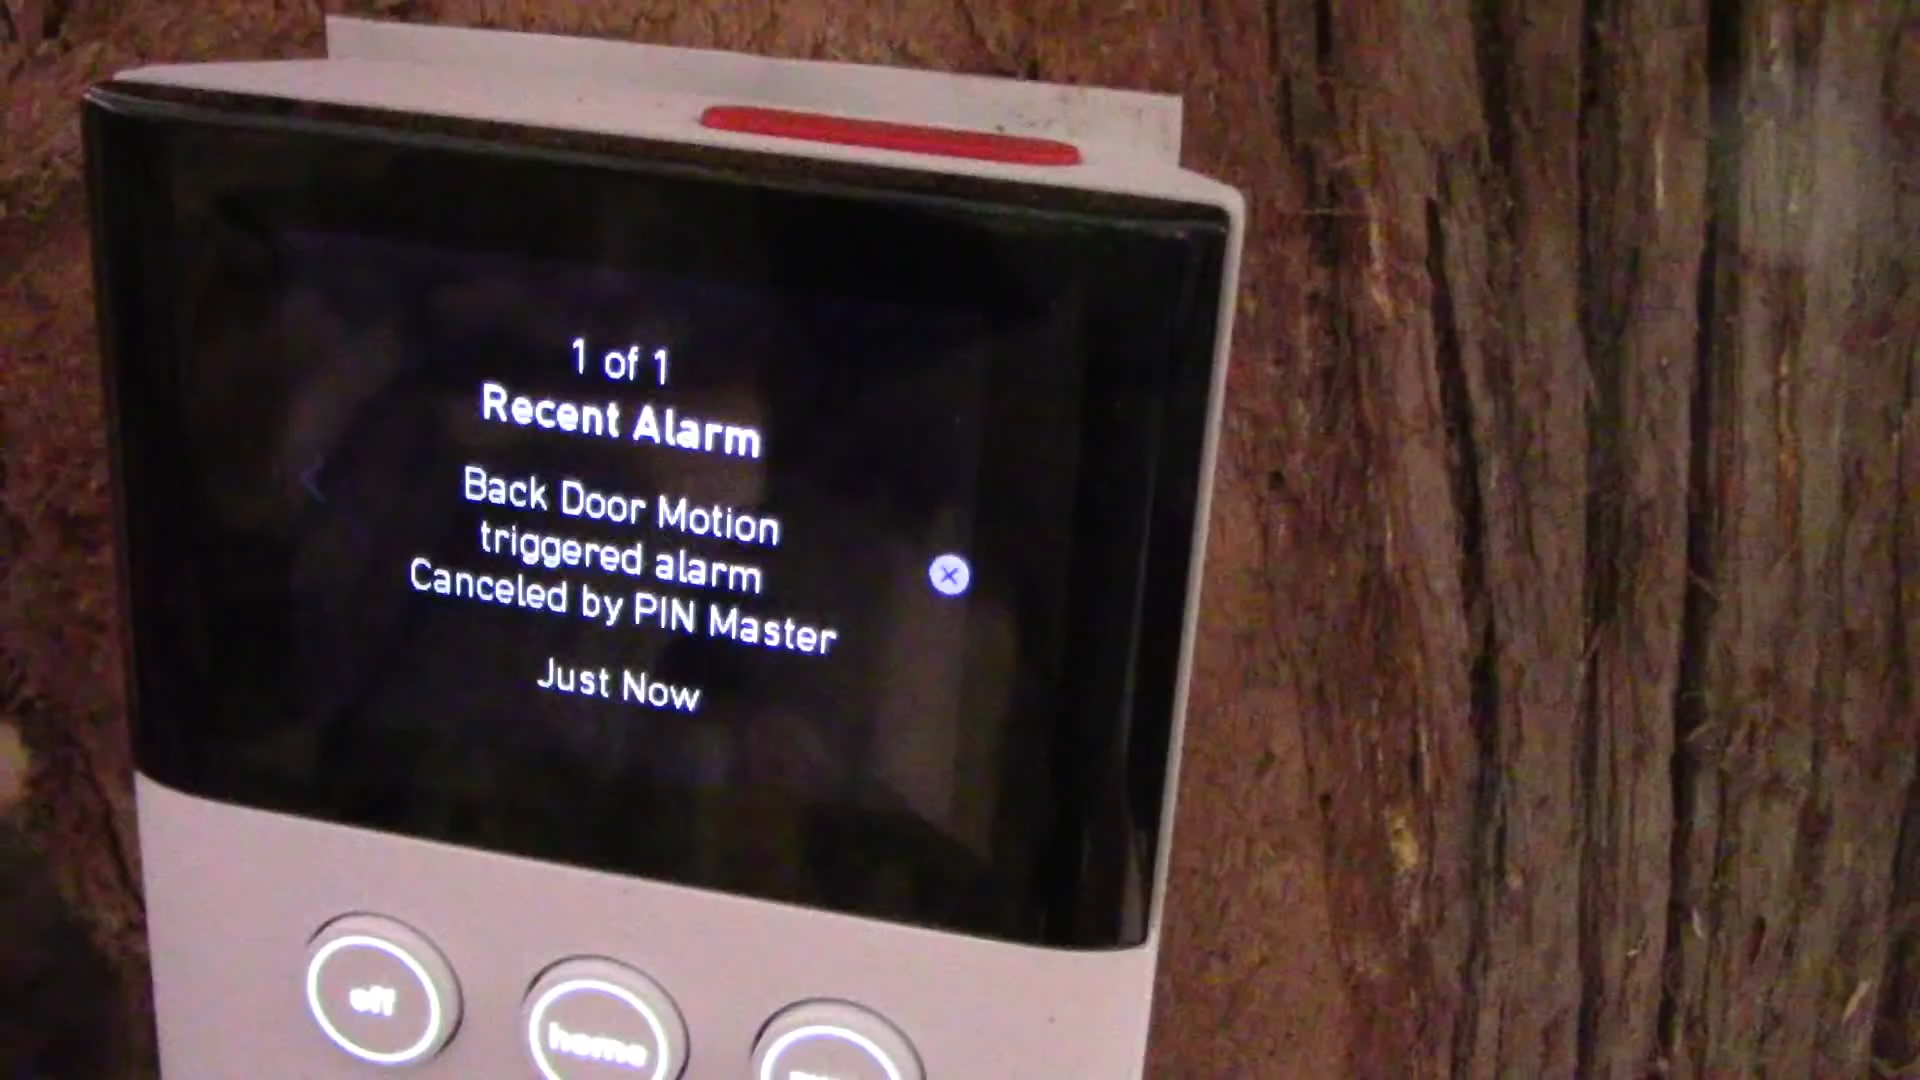 1 of 1
Recent Alarm
Back Door Motion
triggered alarm
Canceled by PIN Master
Just Now
off
home